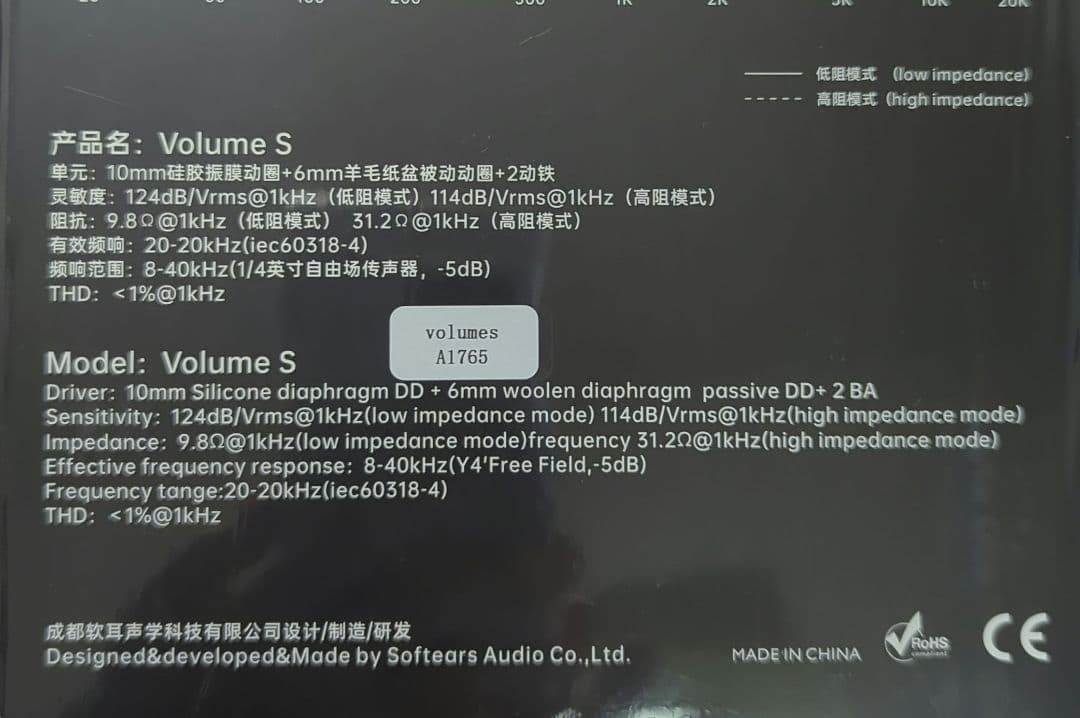 200
500
1K
2K
5K
10K
20K
低阻模式 (low impedance)
高阻模式 (high impedance)
产品名：Volume S
单元：10mm硅胶振膜动圈+6mm羊毛纸盆被动动圈+2动铁
灵敏度：124dB/Vrms@1kHz（低阻模式）114dB/Vrms@1kHz（高阻模式）
阻抗：9.8Ω@1kHz（低阻模式） 31.2Ω@1kHz（高阻模式）
有效频响：20-20kHz(iec60318-4)
频响范围：8-40kHz(1/4英寸自由场传声器，-5dB)
THD：<1%@1kHz
volumes
A1765
Model: Volume S
Driver: 10mm Silicone diaphragm DD + 6mm woolen diaphragm passive DD+ 2 BA
Sensitivity: 124dB/Vrms@1kHz(low impedance mode) 114dB/Vrms@1kHz(high impedance mode)
Impedance: 9.8Ω@1kHz(low impedance mode)frequency 31.2Ω@1kHz(high impedance mode)
Effective frequency response: 8-40kHz(Y4'Free Field,-5dB)
Frequency tange:20-20kHz(iec60318-4)
THD: <1%@1kHz
成都软耳声学科技有限公司设计/制造/研发
Designed&developed&Made by Softears Audio Co.,Ltd.
MADE IN CHINA
RoHS
compliant
CE